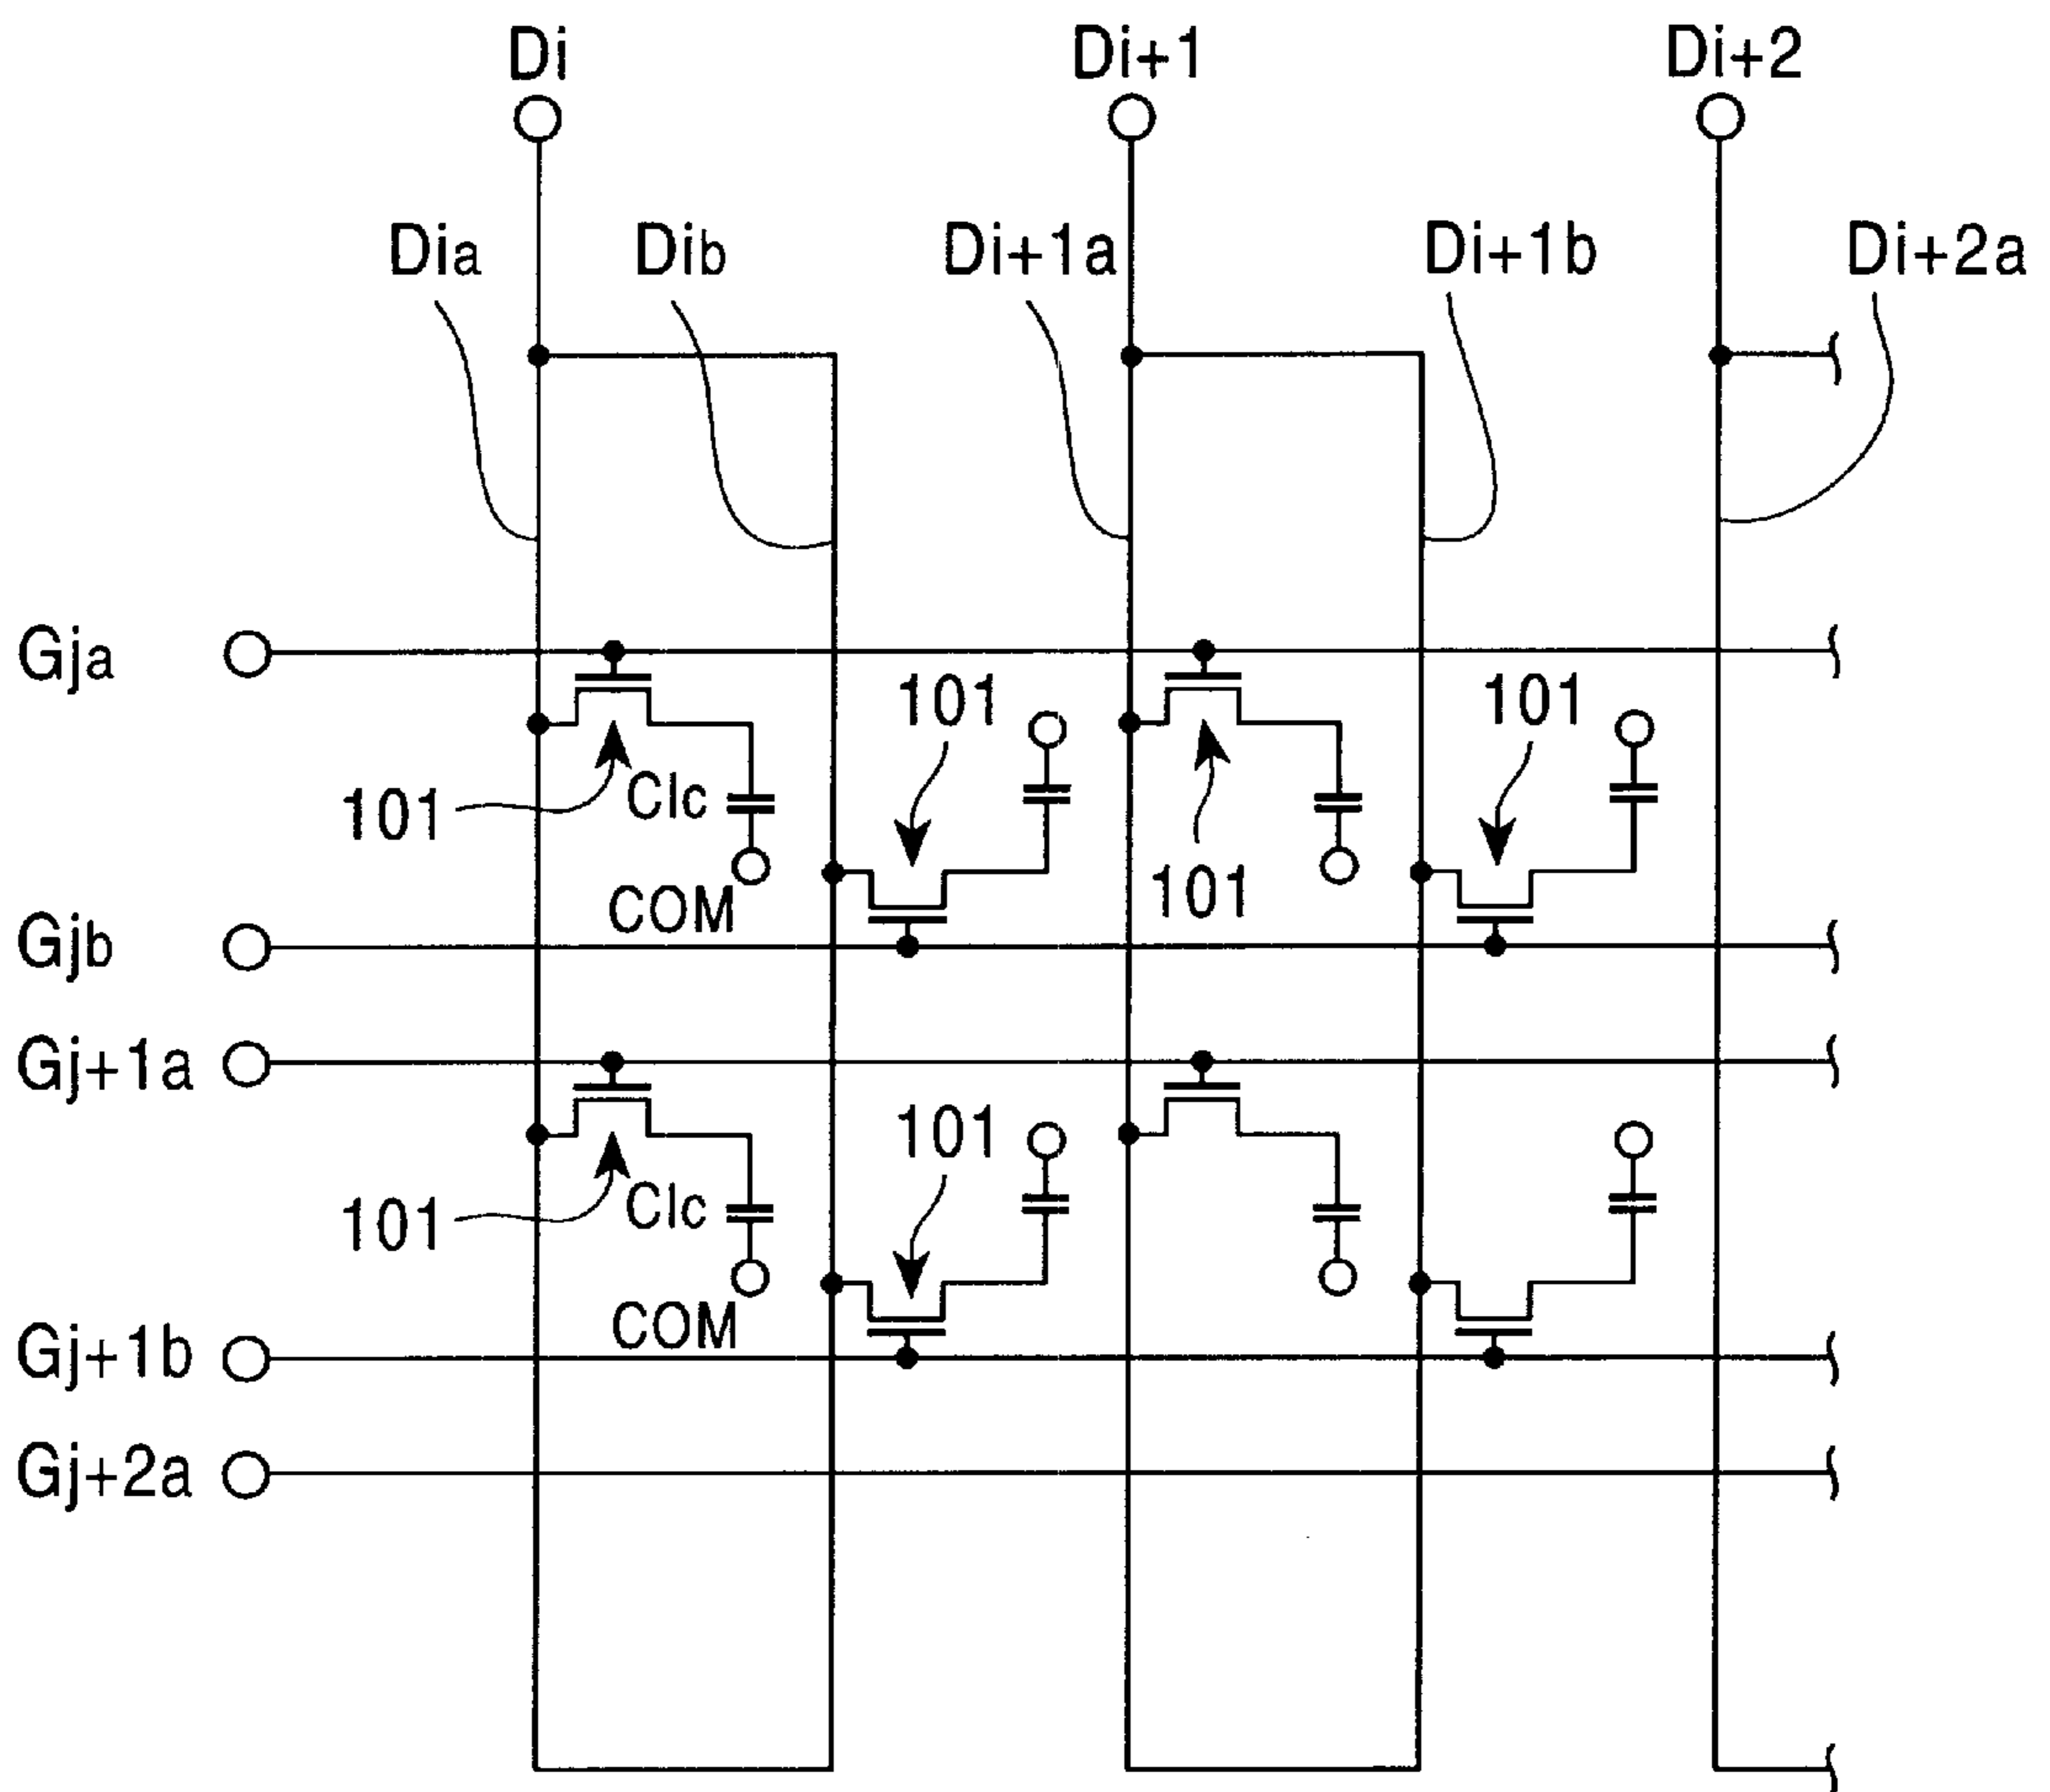 Di Di+1 Di+2
Dia Dib Di+1a Di+1b Di+2a
Gja
101 101
101 Clc
101
COM
Gjb
Gj+1a
101
101 Clc
COM
Gj+1b
Gj+2a